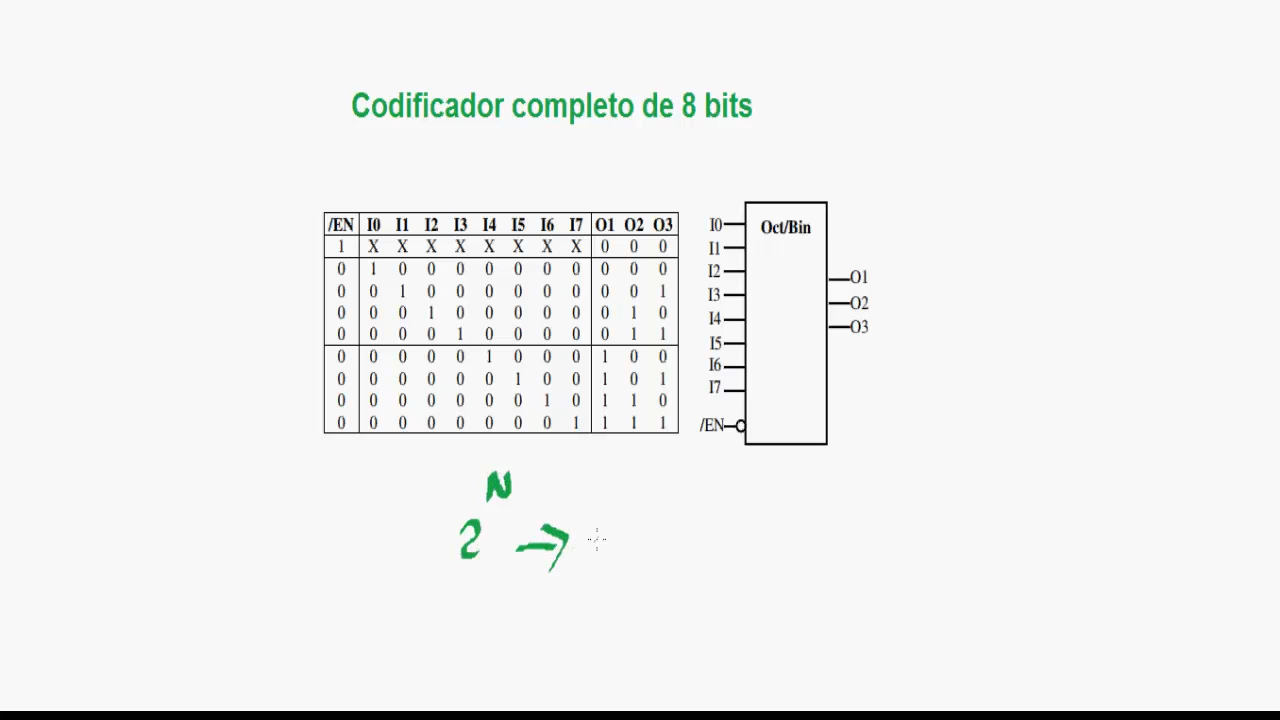 Codificador completo de 8 bits
/EN I0 I1 I2 I3 I4 I5 I6 I7 O1 O2 O3
1 X X X X X X X X 0 0 0
0 1 0 0 0 0 0 0 0 0 0 0
0 0 1 0 0 0 0 0 0 0 0 1
0 0 0 1 0 0 0 0 0 0 1 0
0 0 0 0 1 0 0 0 0 0 1 1
0 0 0 0 0 1 0 0 0 1 0 0
0 0 0 0 0 0 1 0 0 1 0 1
0 0 0 0 0 0 0 1 0 1 1 0
0 0 0 0 0 0 0 0 1 1 1 1
Oct/Bin
I0
I1
I2
I3
I4
I5
I6
I7
/EN
O1
O2
O3
N
2 →